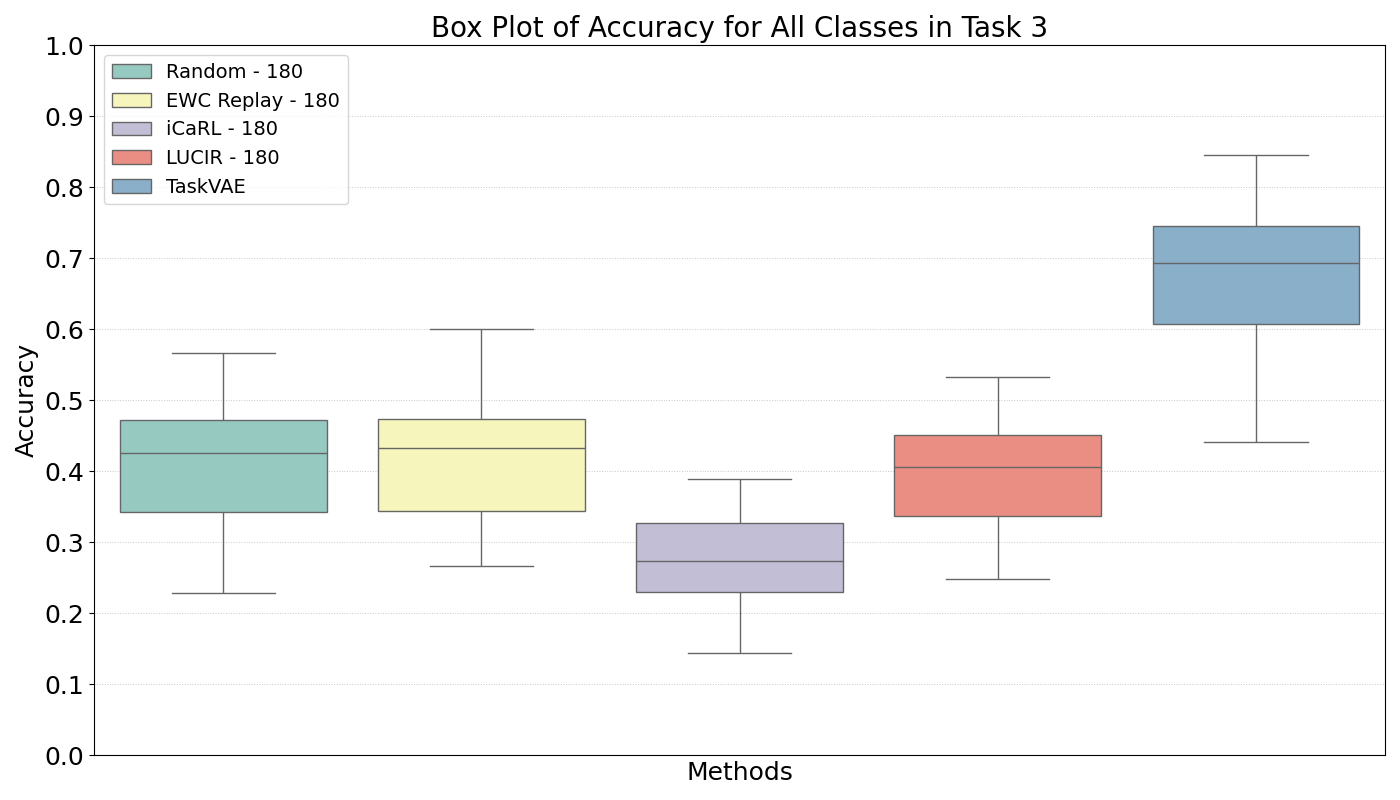 Box Plot of Accuracy for All Classes in Task 3
1.0
0.9
0.8
0.7
0.6
0.5
0.4
0.3
0.2
0.1
0.0
Accuracy
Random - 180
EWC Replay - 180
iCaRL - 180
LUCIR - 180
TaskVAE
Methods